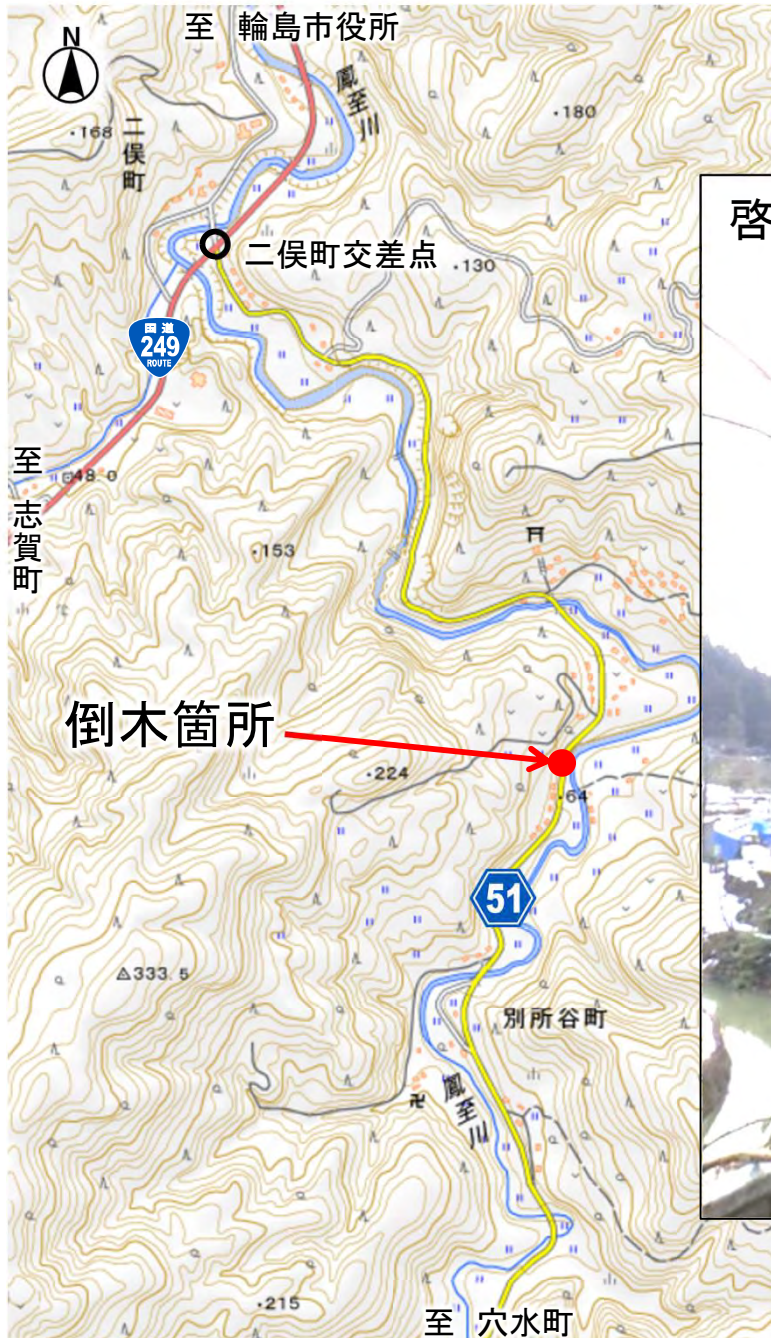 至 輪島市役所
N
鳳至川
・180
・168
二俣町
啓
二俣町交差点
・130
国道
249
ROUTE
至 志賀町
48.0
・153
倒木箇所
・224
・64
51
333.5
別所谷町
鳳至川
・215
至 穴水町